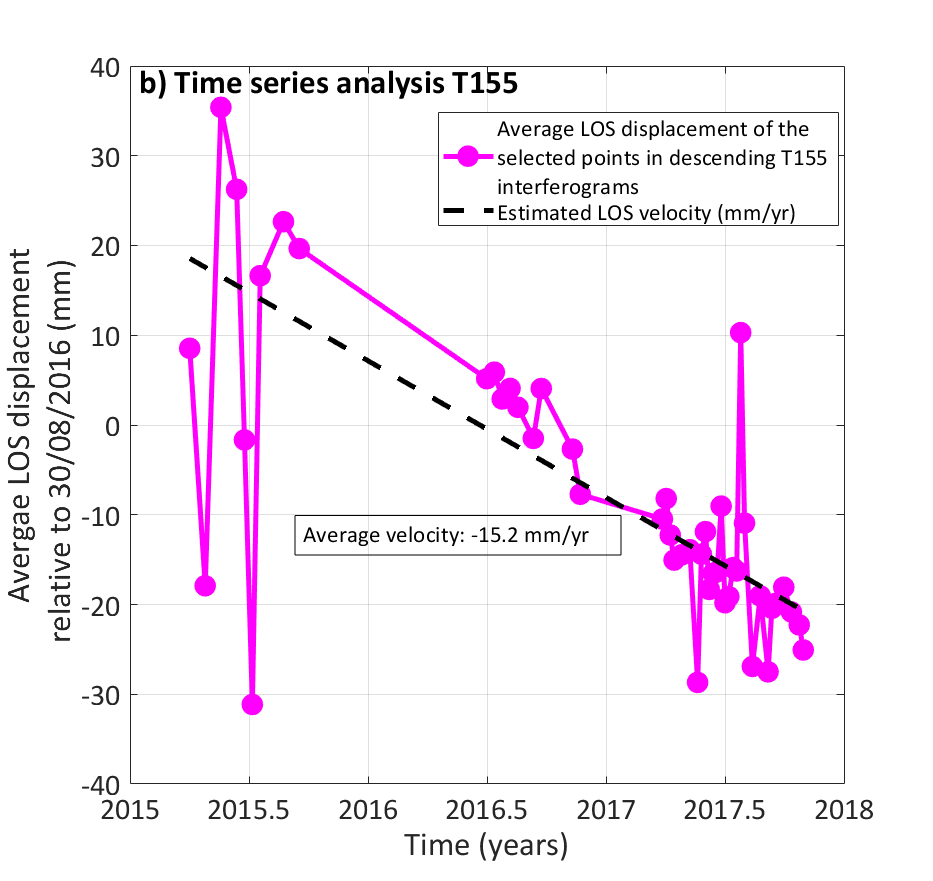 b) Time series analysis T155
Average LOS displacement of the
selected points in descending T155
interferograms
Estimated LOS velocity (mm/yr)
Average velocity: -15.2 mm/yr
Avergae LOS displacement
relative to 30/08/2016 (mm)
40
30
20
10
0
-10
-20
-30
-40
2015
2015.5
2016
2016.5
2017
2017.5
2018
Time (years)